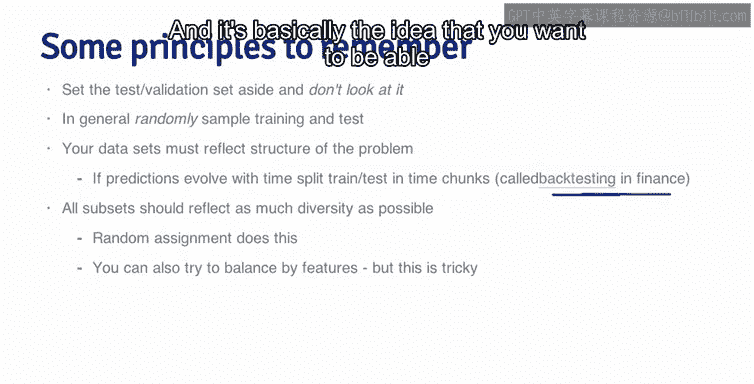 GPT中英字幕课程资源@bilibili.com
And it's basically the idea that you want
to be able
Some principles to remember
· Set the test/validation set aside and don't look at it
· In general randomly sample training and test
· Your data sets must reflect structure of the problem
- If predictions evolve with time split train/test in time chunks (calledbacktesting in finance)
· All subsets should reflect as much diversity as possible
- Random assignment does this
- You can also try to balance by features - but this is tricky